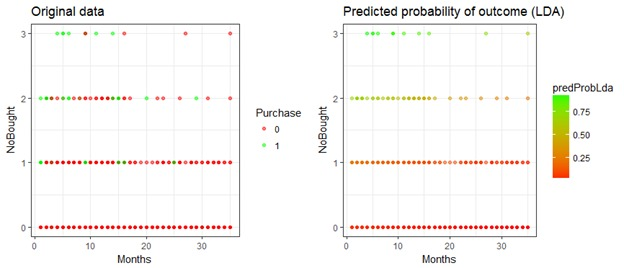 Original data
3
2
1
0
NoBought
0
10
20
30
Months
Purchase
0
1
Predicted probability of outcome (LDA)
3
2
1
0
NoBought
0
10
20
30
Months
predProbLda
0.75
0.50
0.25